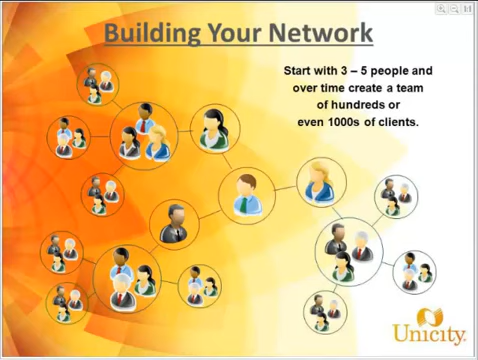 Building Your Network
Start with 3 – 5 people and
over time create a team
of hundreds or
even 1000s of clients.
Unicity.